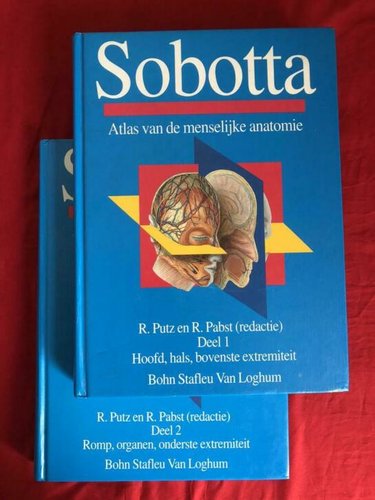 Sobotta
Atlas van de menselijke anatomie
R. Putz en R. Pabst (redactie)
Deel 1
Hoofd, hals, bovenste extremiteit
Bohn Stafleu Van Loghum
R. Putz en R. Pabst (redactie)
Deel 2
Romp, organen, onderste extremiteit
Bohn Stafleu Van Loghum